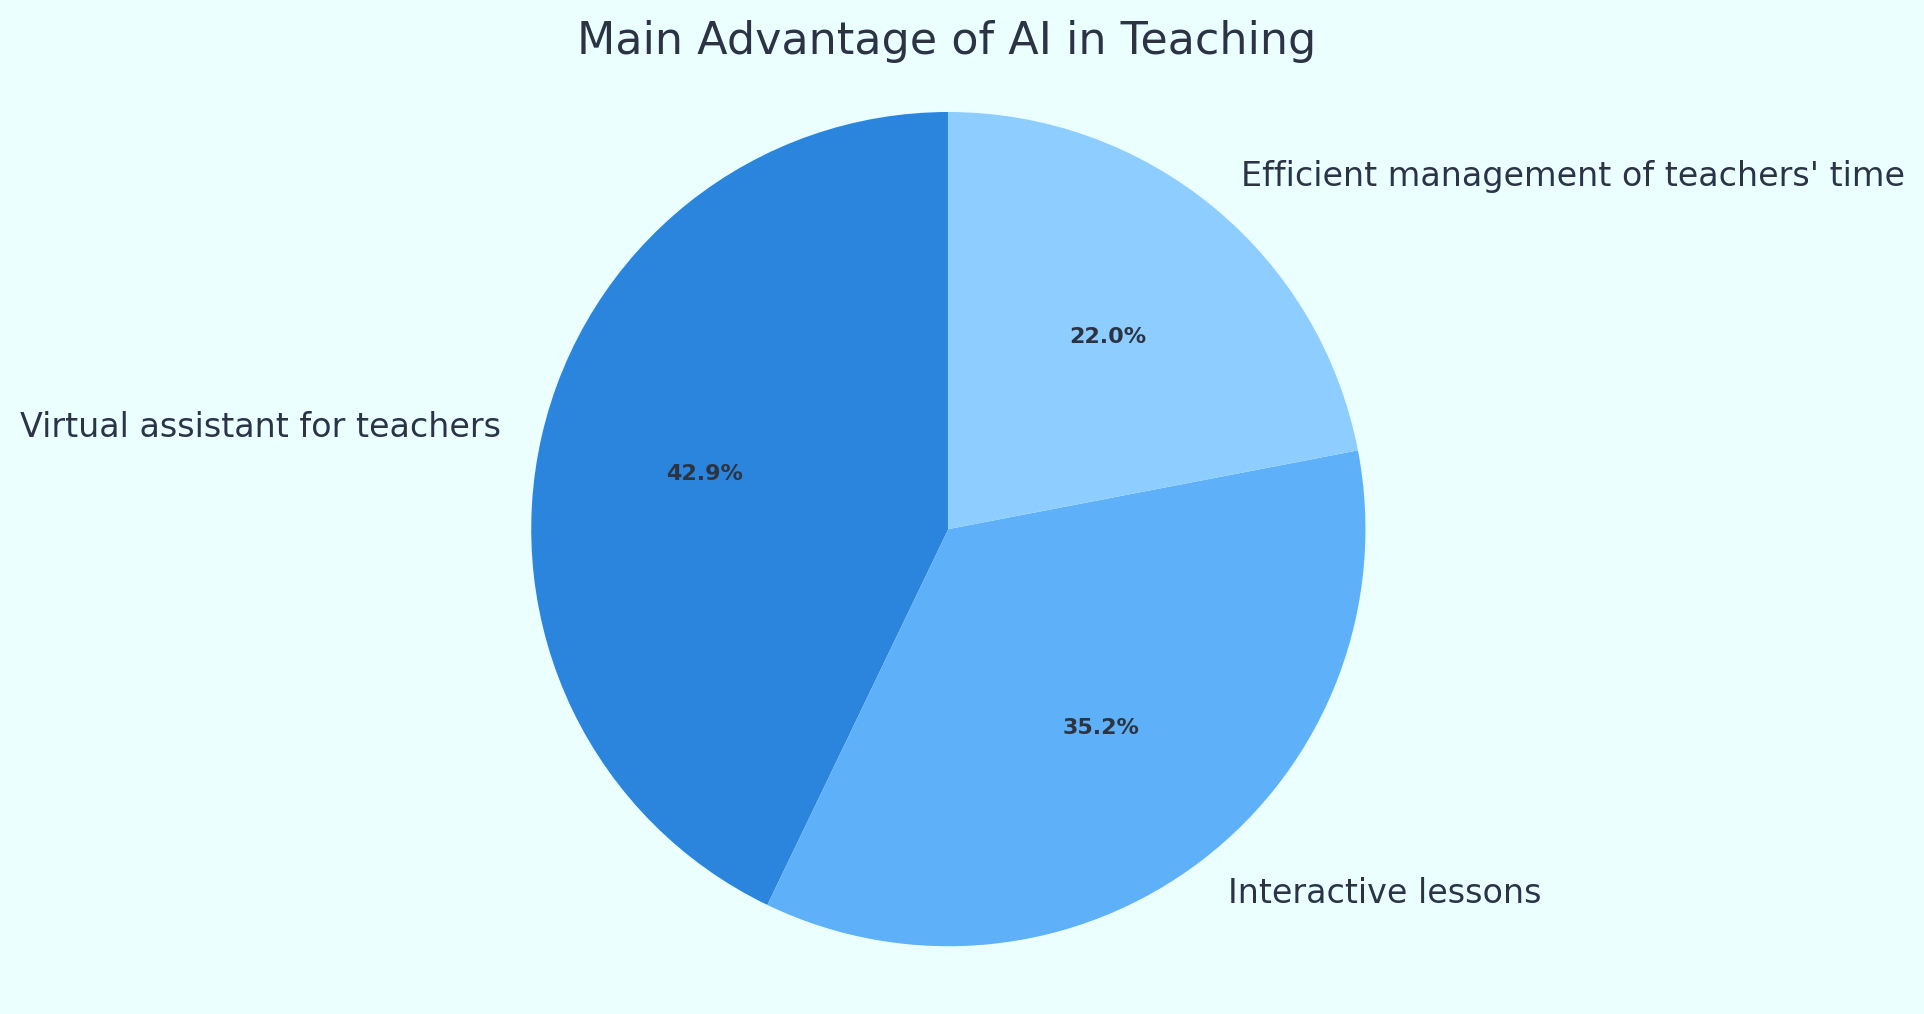 Main Advantage of AI in Teaching
Efficient management of teachers' time
22.0%
Virtual assistant for teachers
42.9%
35.2%
Interactive lessons